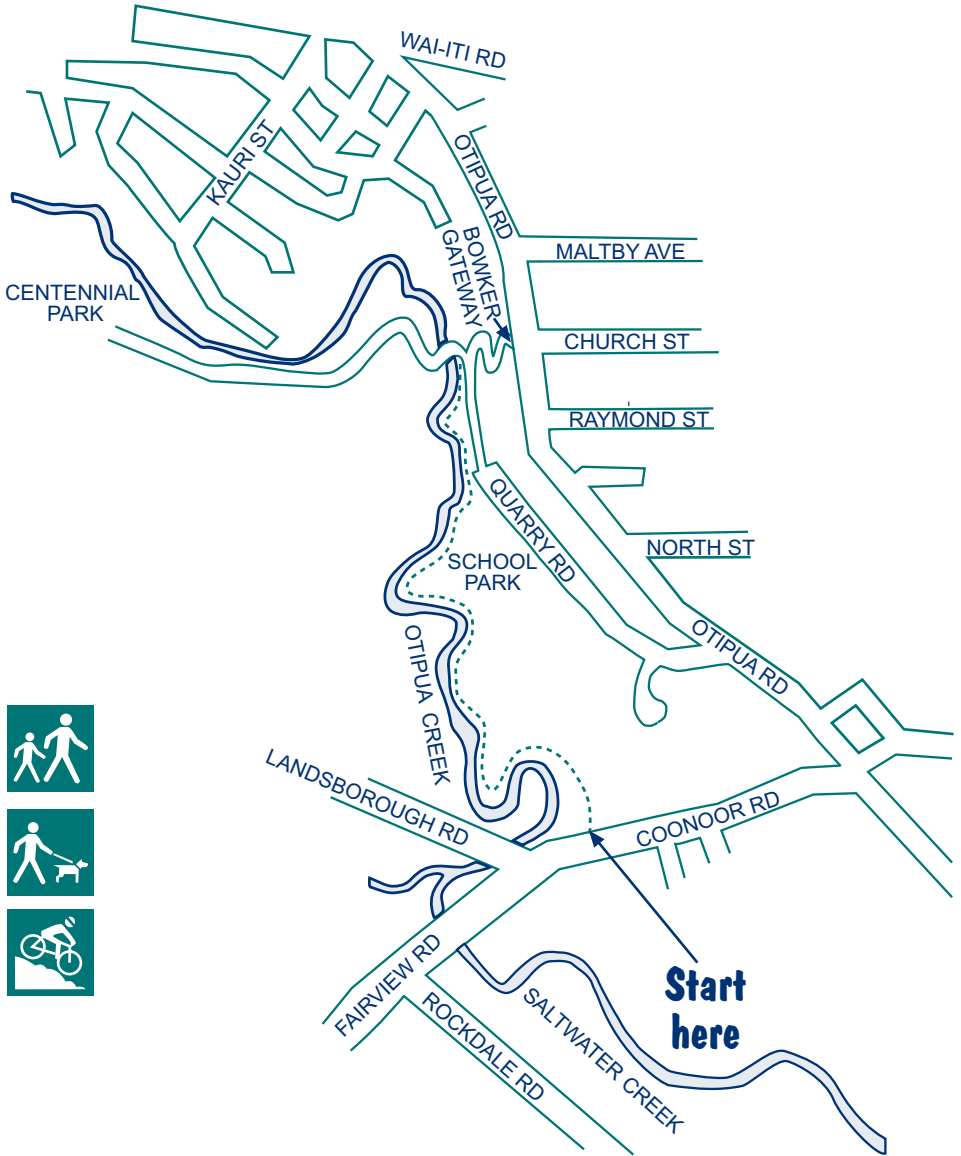 WAI-ITI RD
KAURI ST
OTIPUA RD
BOWKER
GATEWAY
MALTBY AVE
CENTENNIAL
PARK
CHURCH ST
RAYMOND ST
QUARRY RD
NORTH ST
SCHOOL
PARK
OTIPUA CREEK
OTIPUA RD
LANDSBOROUGH RD
COONOOR RD
FAIRVIEW RD
ROCKDALE RD
SALTWATER CREEK
Start
here